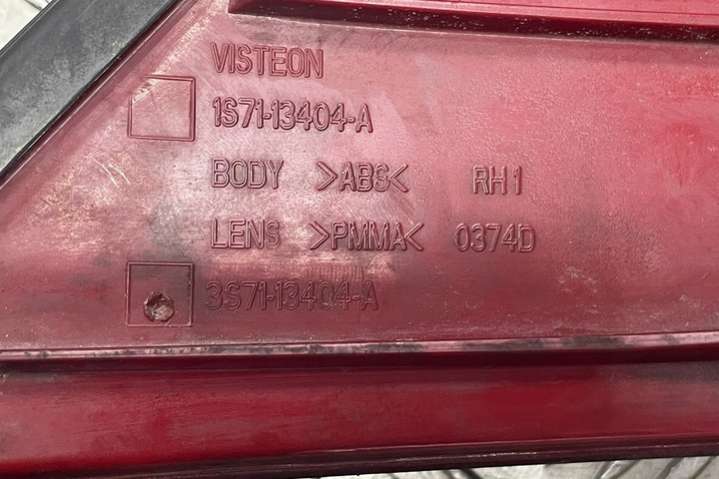 VISTEON
1S71-13404-A
BODY >ABS< RH1
LENS >PMMA< 0374D
3S71-13404-A